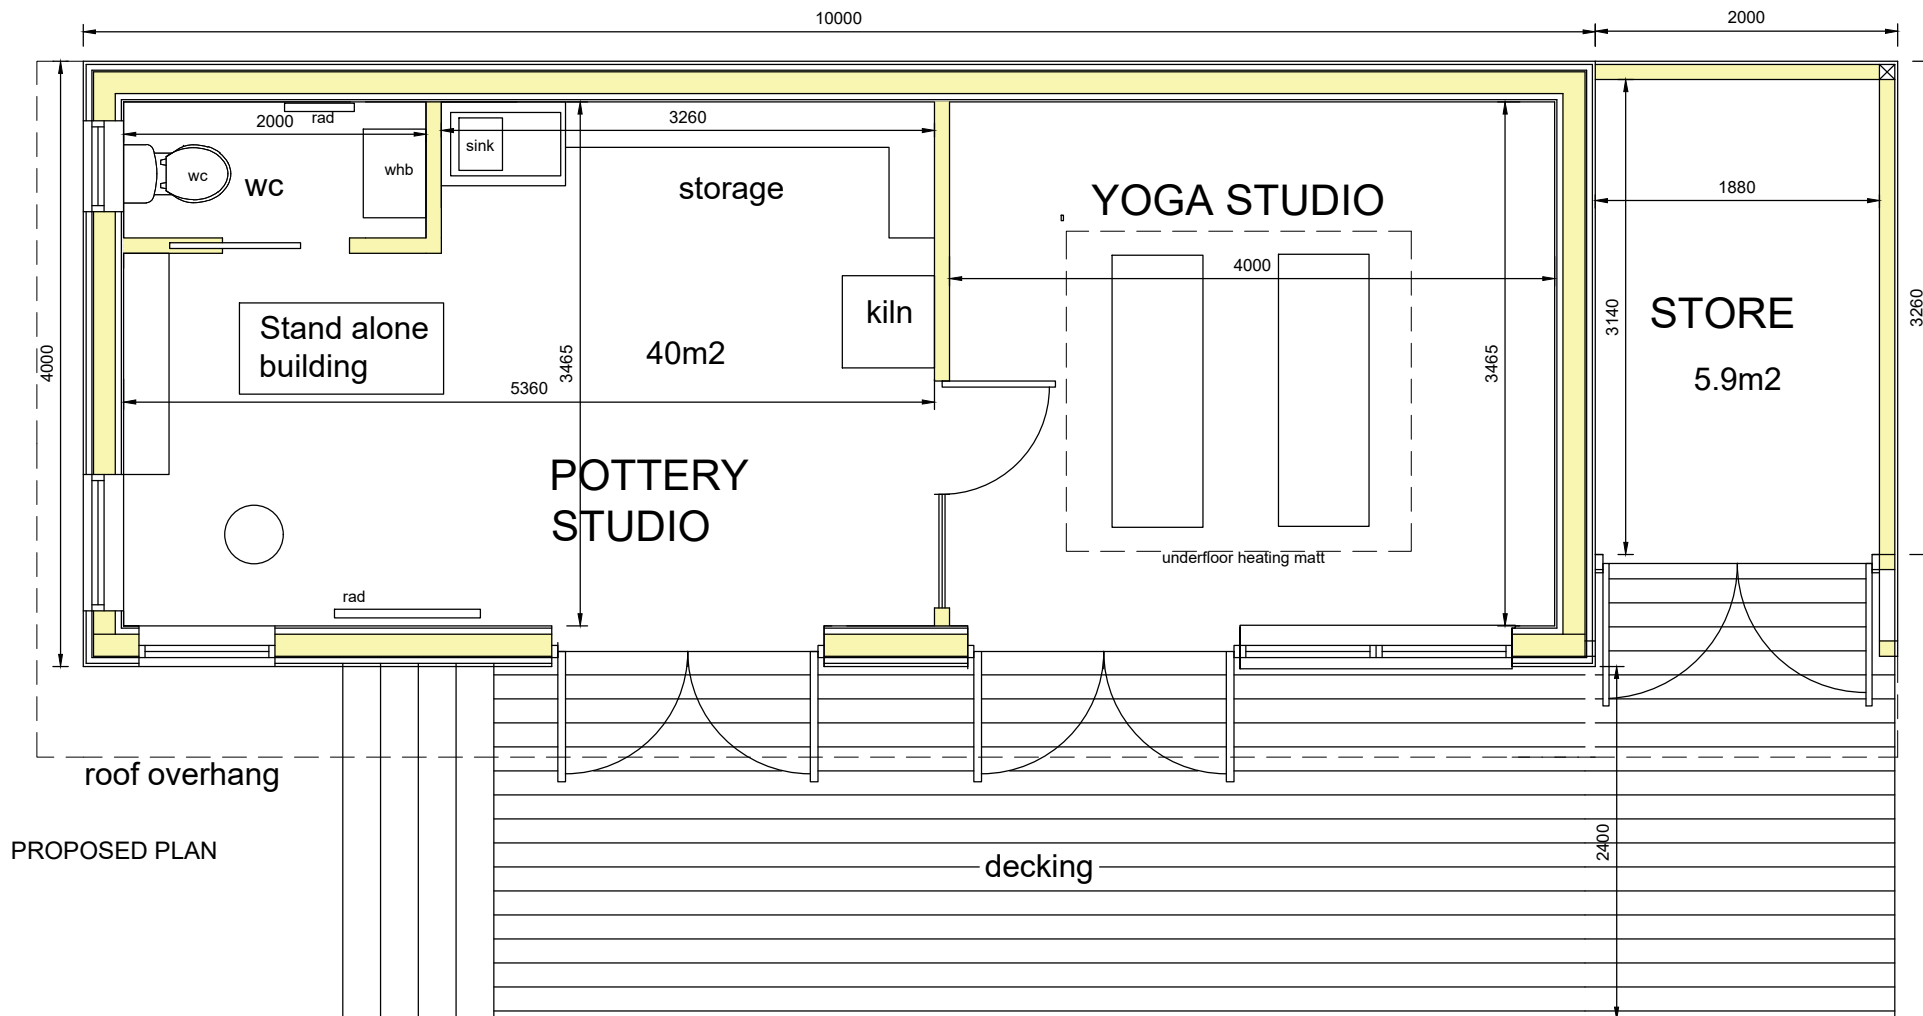 10000
2000
rad
2000
3260
sink
wc
wc
whb
storage
YOGA STUDIO
1880
4000
3140
STORE
3260
kiln
Stand alone
building
40m2
3465
3465
4000
5.9m2
5360
POTTERY
STUDIO
underfloor heating matt
rad
roof overhang
PROPOSED PLAN
decking
2400